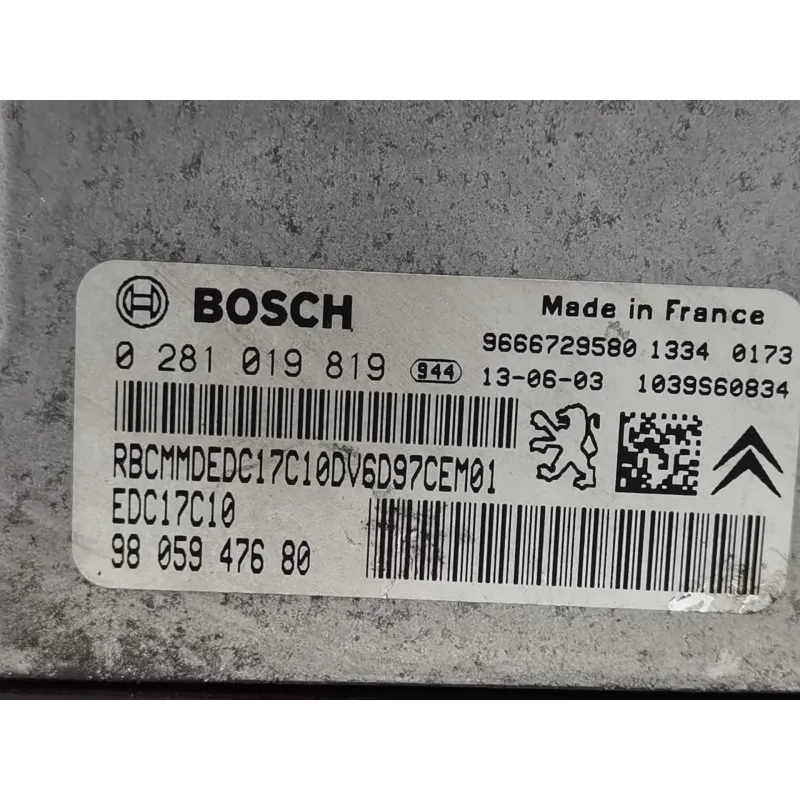 BOSCH
Made in France
0 281 019 819
9666729580 1334 0173
944 13-06-03 1039S60834
RBCMMDEDC17C10DV6D97CEM01
EDC17C10
98 059 476 80